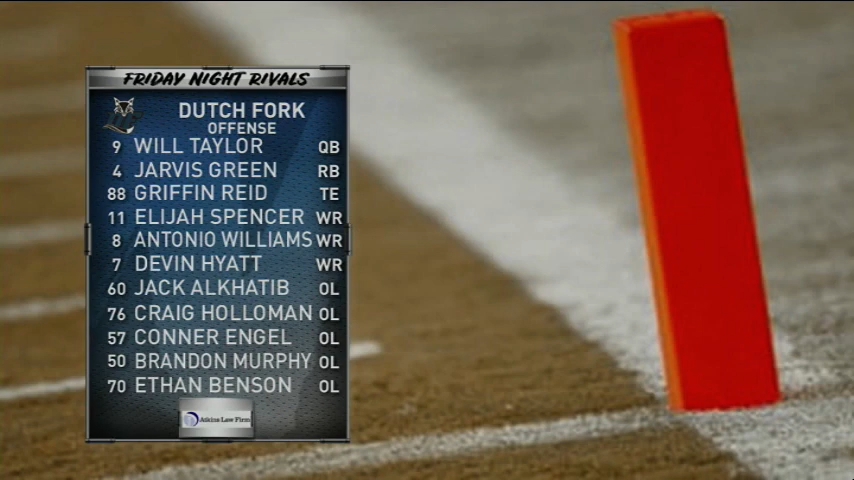 FRIDAY NIGHT RIVALS
DUTCH FORK
OFFENSE
9 WILL TAYLOR QB
4 JARVIS GREEN RB
88 GRIFFIN REID TE
11 ELIJAH SPENCER WR
8 ANTONIO WILLIAMS WR
7 DEVIN HYATT WR
60 JACK ALKHATIB OL
76 CRAIG HOLLOMAN OL
57 CONNER ENGEL OL
50 BRANDON MURPHY OL
70 ETHAN BENSON OL
Atkins Law Firm